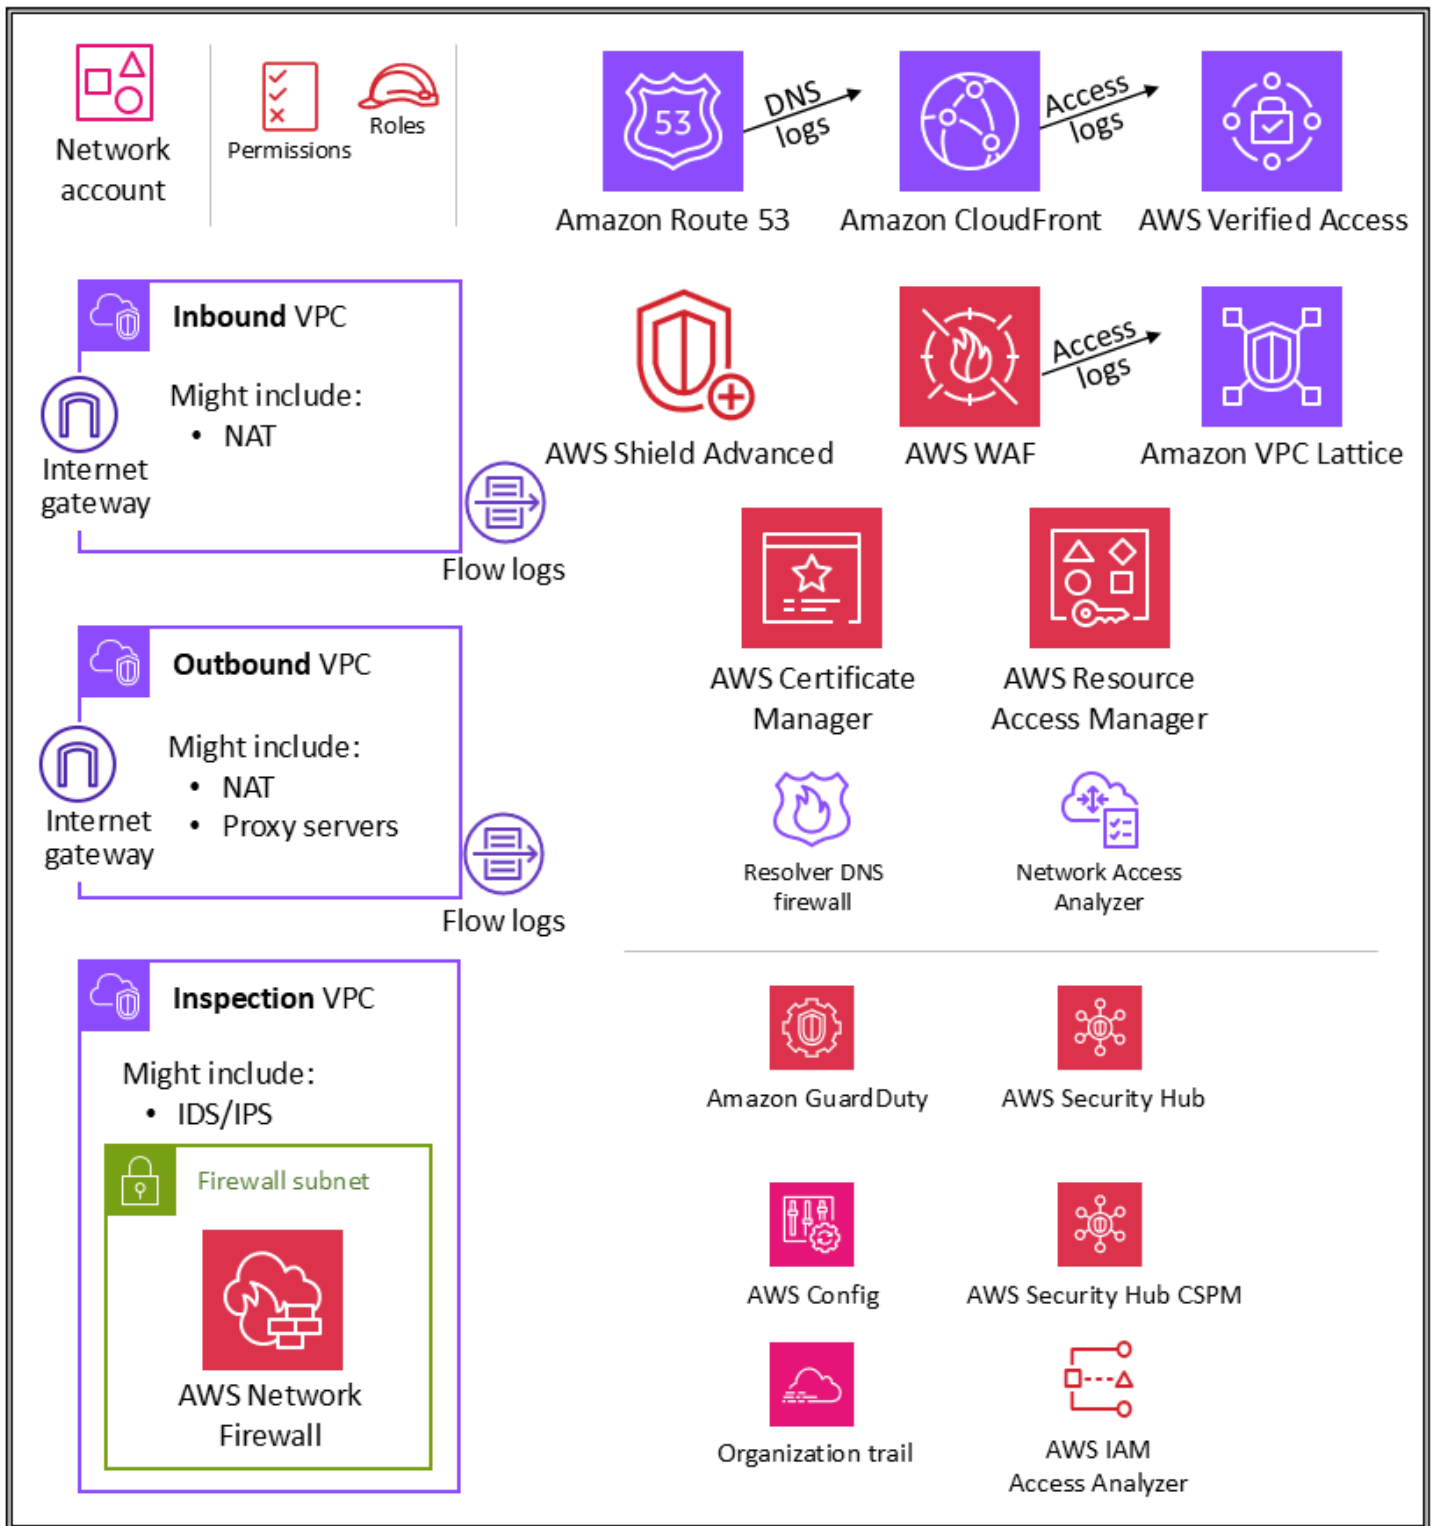 Network
account
Permissions
Roles
53
DNS
logs
Access
logs
Amazon Route 53
Amazon CloudFront
AWS Verified Access
Inbound VPC
Might include:
• NAT
Internet
gateway
Flow logs
AWS Shield Advanced
AWS WAF
Access
logs
Amazon VPC Lattice
AWS Certificate
Manager
AWS Resource
Access Manager
Outbound VPC
Might include:
• NAT
• Proxy servers
Internet
gateway
Flow logs
Resolver DNS
firewall
Network Access
Analyzer
Inspection VPC
Might include:
• IDS/IPS
Firewall subnet
AWS Network
Firewall
Amazon GuardDuty
AWS Security Hub
AWS Config
AWS Security Hub CSPM
Organization trail
AWS IAM
Access Analyzer